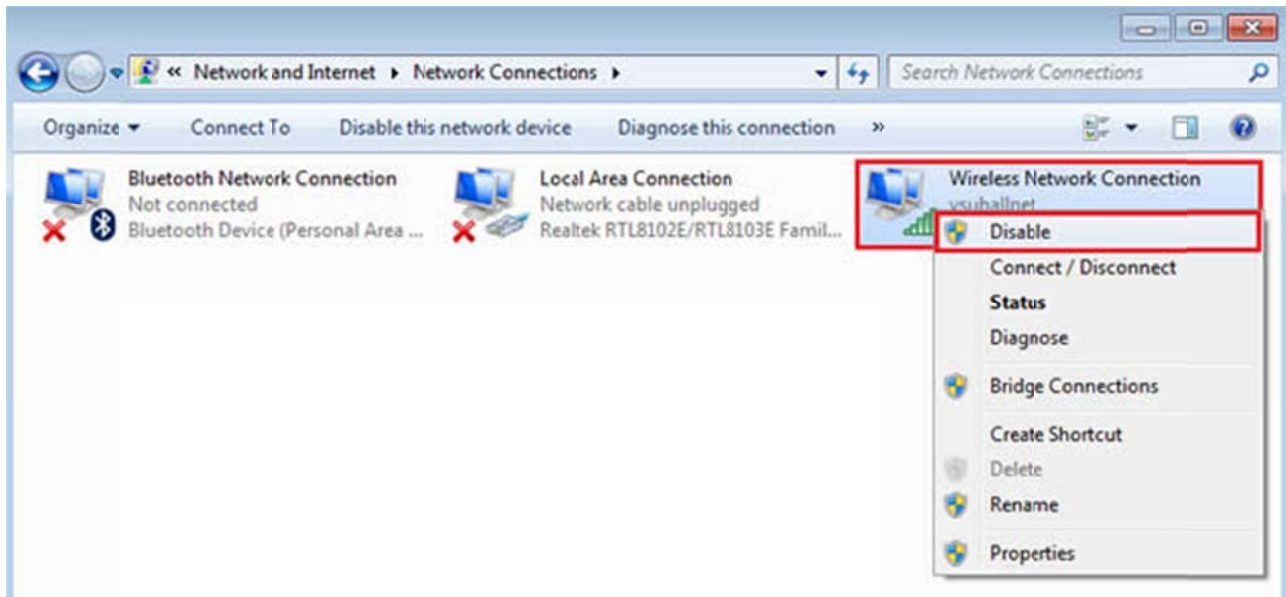 « Network and Internet ▸ Network Connections ▸
Search Network Connections
Organize Connect To Disable this network device Diagnose this connection »
Bluetooth Network Connection
Not connected
Bluetooth Device (Personal Area ...
Local Area Connection
Network cable unplugged
Realtek RTL8102E/RTL8103E Famil...
Wireless Network Connection
vsuhallnet
Disable
Connect / Disconnect
Status
Diagnose
Bridge Connections
Create Shortcut
Delete
Rename
Properties